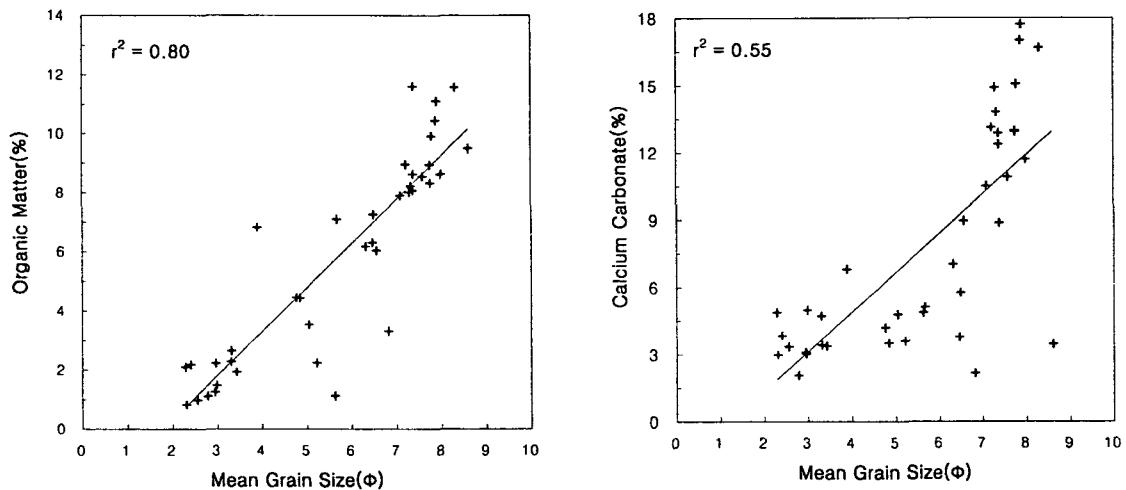 r² = 0.80
14
12
10
8
6
4
2
0
Organic Matter(%)
0 1 2 3 4 5 6 7 8 9 10
Mean Grain Size(Φ)
r² = 0.55
18
15
12
9
6
3
0
Calcium Carbonate(%)
0 1 2 3 4 5 6 7 8 9 10
Mean Grain Size(Φ)